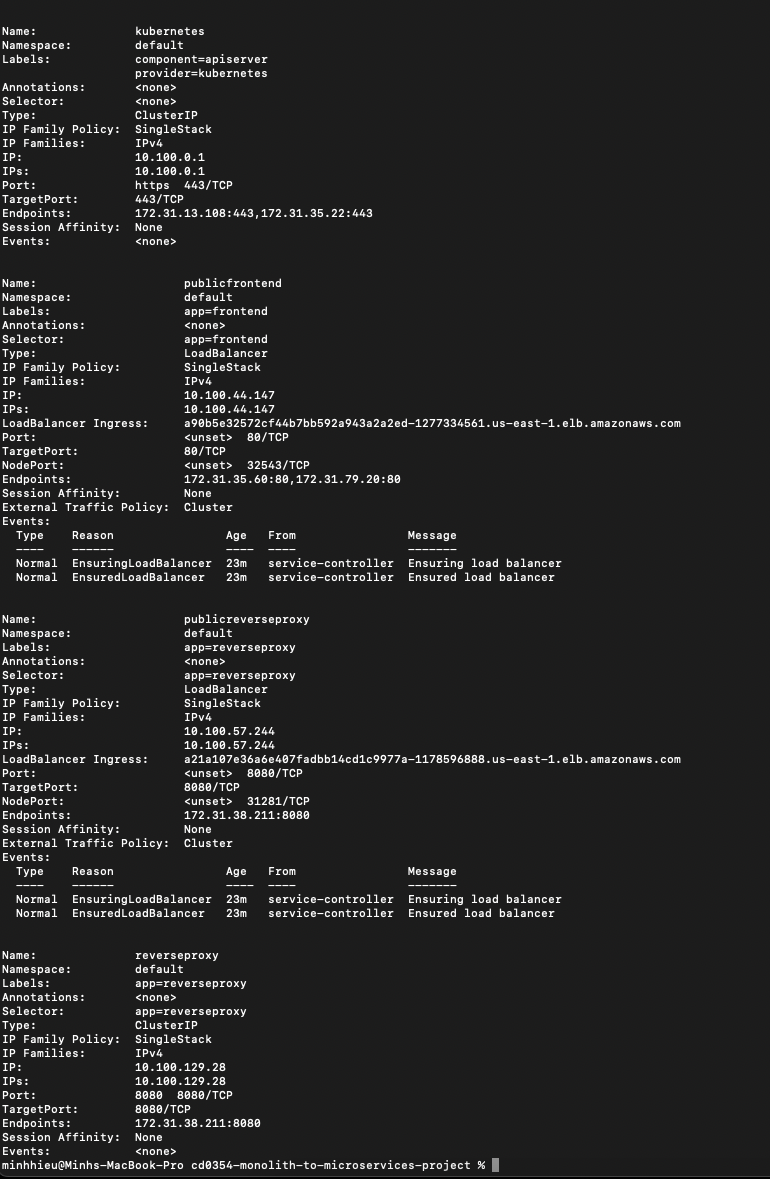 Name: kubernetes
Namespace: default
Labels: component=apiserver
provider=kubernetes
Annotations: <none>
Selector: <none>
Type: ClusterIP
IP Family Policy: SingleStack
IP Families: IPv4
IP: 10.100.0.1
IPs: 10.100.0.1
Port: https 443/TCP
TargetPort: 443/TCP
Endpoints: 172.31.13.108:443,172.31.35.22:443
Session Affinity: None
Events: <none>
Name: publicfrontend
Namespace: default
Labels: app=frontend
Annotations: <none>
Selector: app=frontend
Type: LoadBalancer
IP Family Policy: SingleStack
IP Families: IPv4
IP: 10.100.44.147
IPs: 10.100.44.147
LoadBalancer Ingress: a90b5e32572cf44b7bb592a943a2a2ed-1277334561.us-east-1.elb.amazonaws.com
Port: <unset> 80/TCP
TargetPort: 80/TCP
NodePort: <unset> 32543/TCP
Endpoints: 172.31.35.60:80,172.31.79.20:80
Session Affinity: None
External Traffic Policy: Cluster
Events:
Type Reason Age From Message
---- ------ ---- ---- -------
Normal EnsuringLoadBalancer 23m service-controller Ensuring load balancer
Normal EnsuredLoadBalancer 23m service-controller Ensured load balancer
Name: publicreverseproxy
Namespace: default
Labels: app=reverseproxy
Annotations: <none>
Selector: app=reverseproxy
Type: LoadBalancer
IP Family Policy: SingleStack
IP Families: IPv4
IP: 10.100.57.244
IPs: 10.100.57.244
LoadBalancer Ingress: a21a107e36a6e407fadbb14cd1c9977a-1178596888.us-east-1.elb.amazonaws.com
Port: <unset> 8080/TCP
TargetPort: 8080/TCP
NodePort: <unset> 31281/TCP
Endpoints: 172.31.38.211:8080
Session Affinity: None
External Traffic Policy: Cluster
Events:
Type Reason Age From Message
---- ------ ---- ---- -------
Normal EnsuringLoadBalancer 23m service-controller Ensuring load balancer
Normal EnsuredLoadBalancer 23m service-controller Ensured load balancer
Name: reverseproxy
Namespace: default
Labels: app=reverseproxy
Annotations: <none>
Selector: app=reverseproxy
Type: ClusterIP
IP Family Policy: SingleStack
IP Families: IPv4
IP: 10.100.129.28
IPs: 10.100.129.28
Port: 8080 8080/TCP
TargetPort: 8080/TCP
Endpoints: 172.31.38.211:8080
Session Affinity: None
Events: <none>
minhhieu@Minhs-MacBook-Pro cd0354-monolith-to-microservices-project %